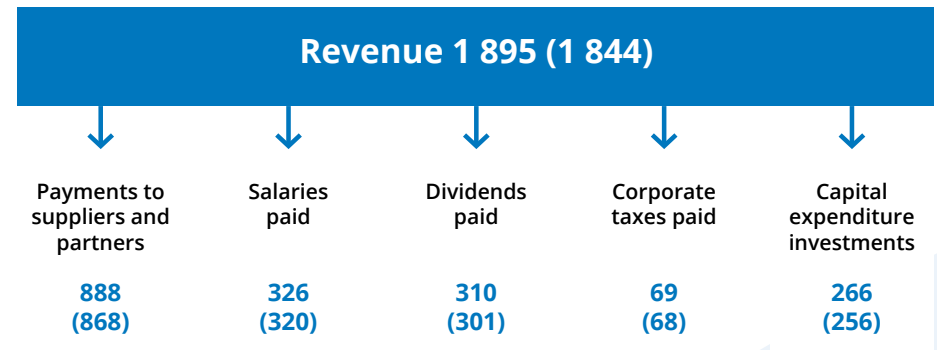 Revenue 1 895 (1 844)
Payments to
suppliers and
partners
888
(868)
Salaries
paid
326
(320)
Dividends
paid
310
(301)
Corporate
taxes paid
69
(68)
Capital
expenditure
investments
266
(256)